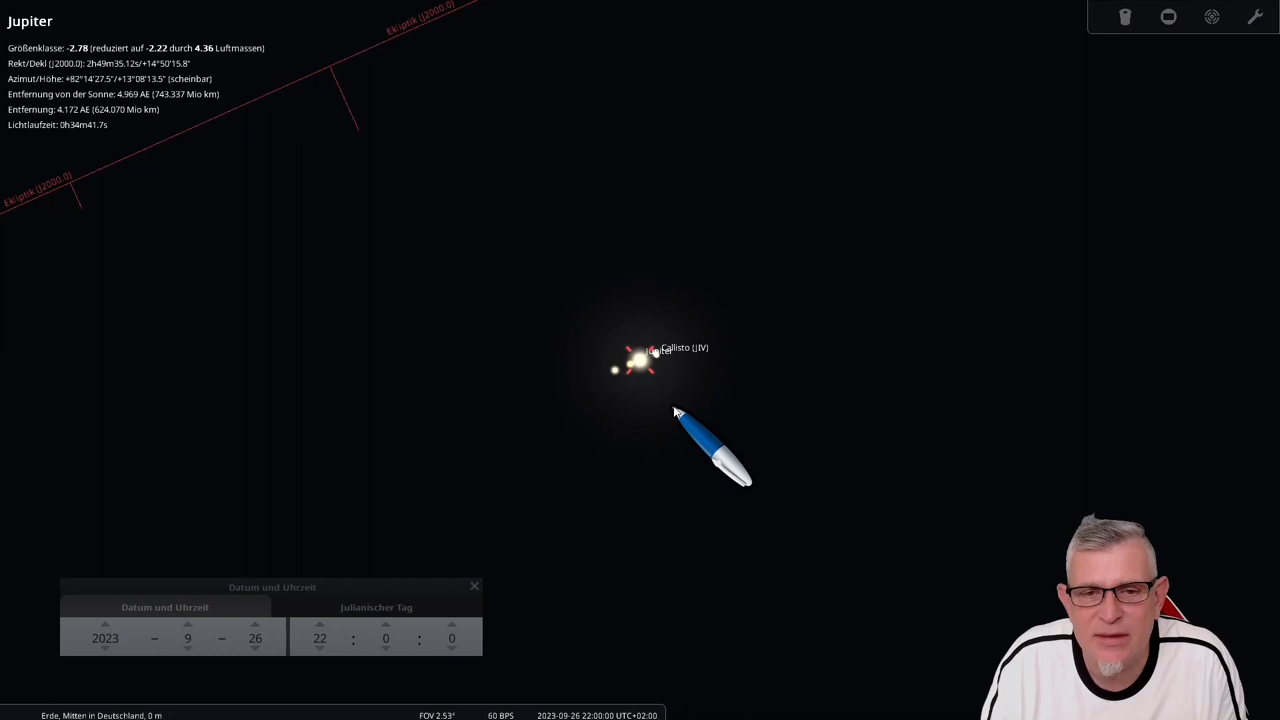 Jupiter
Größenklasse: -2.78 (reduziert auf -2.22 durch 4.36 Luftmassen)
Rekt/Dekl (J2000.0): 2h49m35.12s/+14°50'15.8"
Azimut/Höhe: +82°14'27.5"/+13°08'13.5" (scheinbar)
Entfernung von der Sonne: 4.969 AE (743.337 Mio km)
Entfernung: 4.172 AE (624.070 Mio km)
Lichtlaufzeit: 0h34m41.7s
Ekliptik (J2000.0)
Ekliptik (J2000.0)
Callisto (JIV)
Jupiter
Datum und Uhrzeit
Datum und Uhrzeit Julianischer Tag
2023 – 9 – 26 22 : 0 : 0
Erde, Mitten in Deutschland, 0 m FOV 2.53° 60 BPS 2023-09-26 22:00:00 UTC+02:00